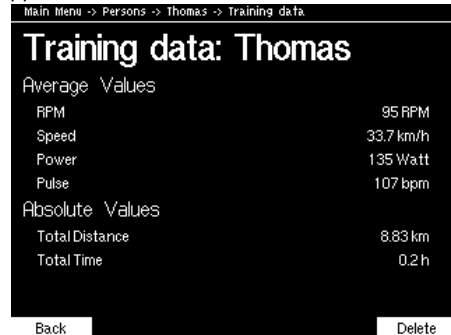 Main Menu -> Persons -> Thomas -> Training data
Training data: Thomas
Average Values
RPM 95 RPM
Speed 33.7 km/h
Power 135 Watt
Pulse 107 bpm
Absolute Values
Total Distance 8.83 km
Total Time 0.2 h
Back Delete